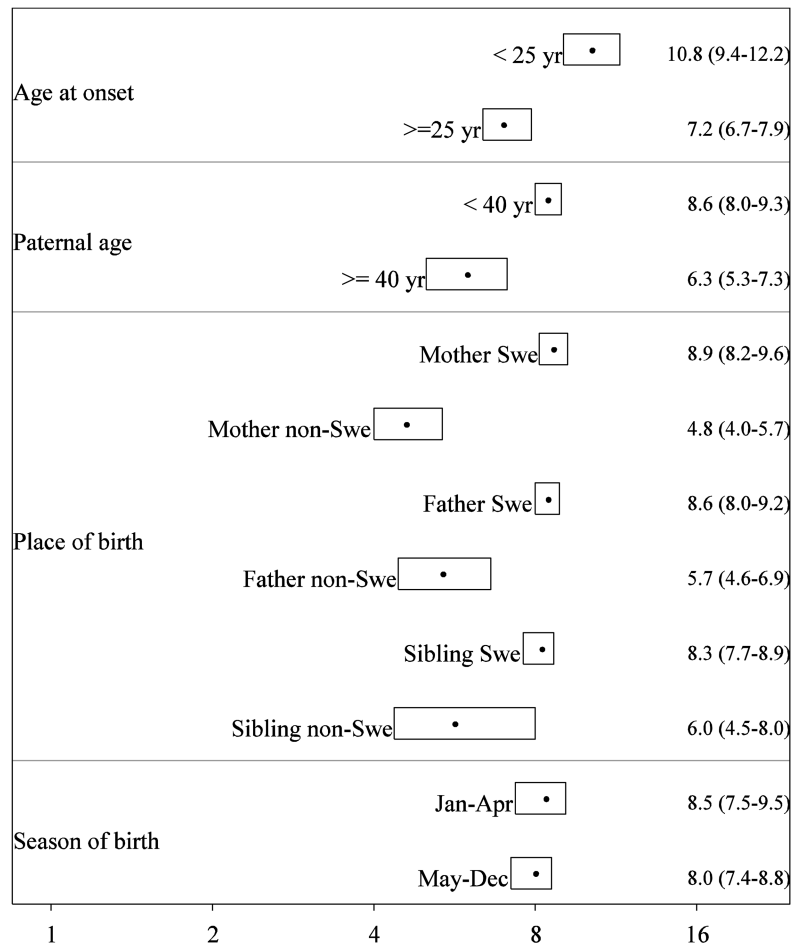 < 25 yr 10.8 (9.4-12.2)
Age at onset
>=25 yr 7.2 (6.7-7.9)
< 40 yr 8.6 (8.0-9.3)
Paternal age
>= 40 yr 6.3 (5.3-7.3)
Mother Swe 8.9 (8.2-9.6)
Mother non-Swe 4.8 (4.0-5.7)
Father Swe 8.6 (8.0-9.2)
Place of birth
Father non-Swe 5.7 (4.6-6.9)
Sibling Swe 8.3 (7.7-8.9)
Sibling non-Swe 6.0 (4.5-8.0)
Jan-Apr 8.5 (7.5-9.5)
Season of birth
May-Dec 8.0 (7.4-8.8)
1 2 4 8 16